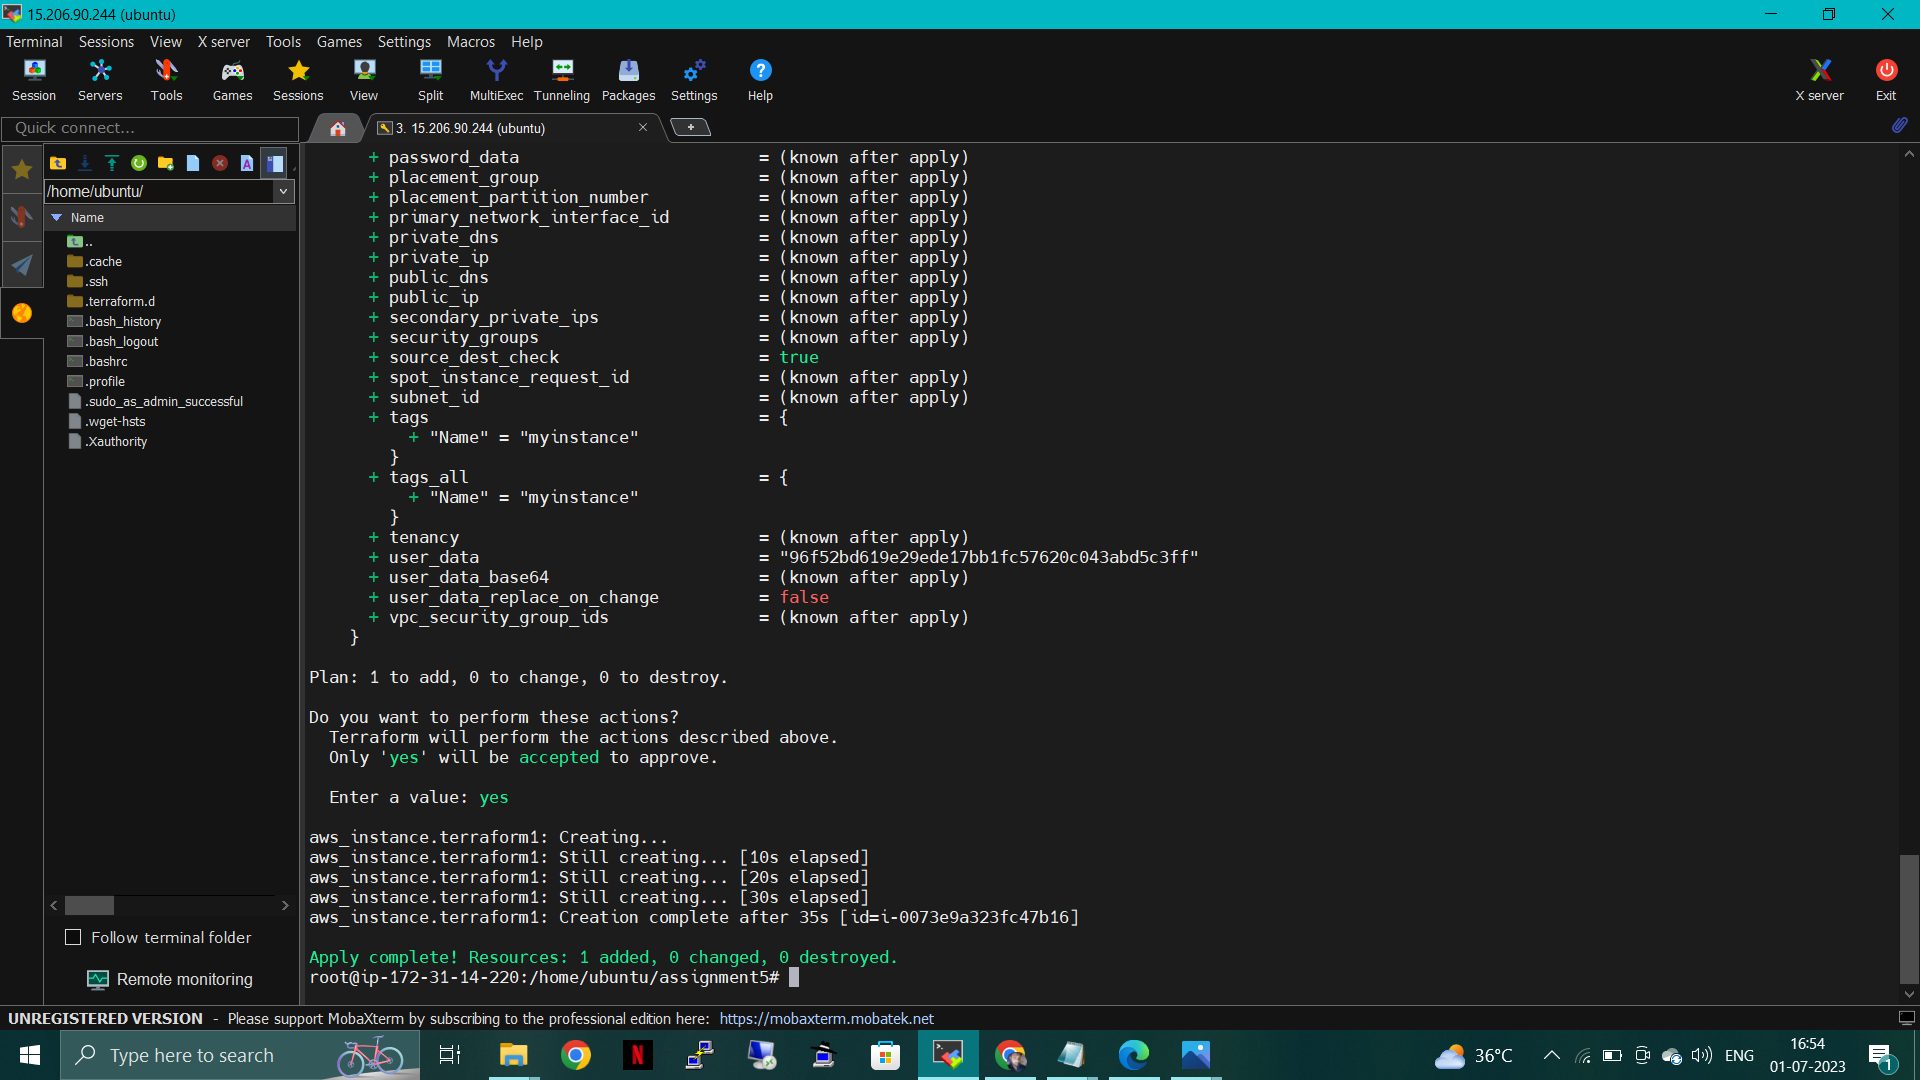 15.206.90.244 (ubuntu)
Terminal Sessions View X server Tools Games Settings Macros Help
Session Servers Tools Games Sessions View Split MultiExec Tunneling Packages Settings Help X server Exit
Quick connect...
3. 15.206.90.244 (ubuntu)
/home/ubuntu/
Name
..
.cache
.ssh
.terraform.d
.bash_history
.bash_logout
.bashrc
.profile
.sudo_as_admin_successful
.wget-hsts
.Xauthority
Follow terminal folder
Remote monitoring
+ password_data = (known after apply)
+ placement_group = (known after apply)
+ placement_partition_number = (known after apply)
+ primary_network_interface_id = (known after apply)
+ private_dns = (known after apply)
+ private_ip = (known after apply)
+ public_dns = (known after apply)
+ public_ip = (known after apply)
+ secondary_private_ips = (known after apply)
+ security_groups = (known after apply)
+ source_dest_check = true
+ spot_instance_request_id = (known after apply)
+ subnet_id = (known after apply)
+ tags = {
+ "Name" = "myinstance"
}
+ tags_all = {
+ "Name" = "myinstance"
}
+ tenancy = (known after apply)
+ user_data = "96f52bd619e29ede17bb1fc57620c043abd5c3ff"
+ user_data_base64 = (known after apply)
+ user_data_replace_on_change = false
+ vpc_security_group_ids = (known after apply)
}
Plan: 1 to add, 0 to change, 0 to destroy.
Do you want to perform these actions?
Terraform will perform the actions described above.
Only 'yes' will be accepted to approve.
Enter a value: yes
aws_instance.terraform1: Creating...
aws_instance.terraform1: Still creating... [10s elapsed]
aws_instance.terraform1: Still creating... [20s elapsed]
aws_instance.terraform1: Still creating... [30s elapsed]
aws_instance.terraform1: Creation complete after 35s [id=i-0073e9a323fc47b16]
Apply complete! Resources: 1 added, 0 changed, 0 destroyed.
root@ip-172-31-14-220:/home/ubuntu/assignment5#
UNREGISTERED VERSION - Please support MobaXterm by subscribing to the professional edition here: https://mobaxterm.mobatek.net
Type here to search
36°C
ENG
16:54
01-07-2023
1